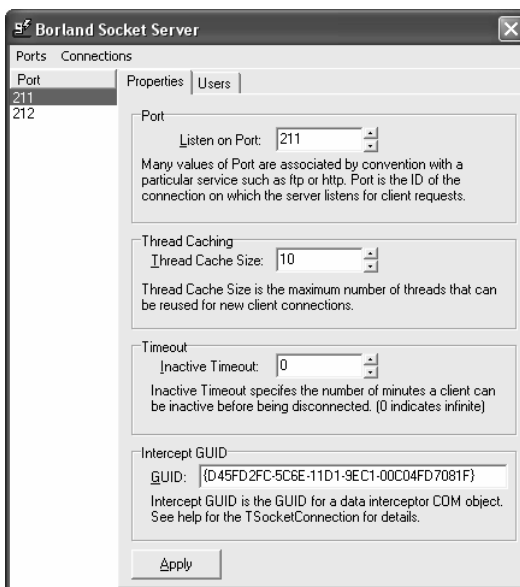 Borland Socket Server
Ports Connections
Port
211
212
Properties Users
Port
Listen on Port: 211
Many values of Port are associated by convention with a
particular service such as ftp or http. Port is the ID of the
connection on which the server listens for client requests.
Thread Caching
Thread Cache Size: 10
Thread Cache Size is the maximum number of threads that can
be reused for new client connections.
Timeout
Inactive Timeout: 0
Inactive Timeout specifes the number of minutes a client can
be inactive before being disconnected. (0 indicates infinite)
Intercept GUID
GUID: {D45FD2FC-5C6E-11D1-9EC1-00C04FD7081F}
Intercept GUID is the GUID for a data interceptor COM object.
See help for the TSocketConnection for details.
Apply